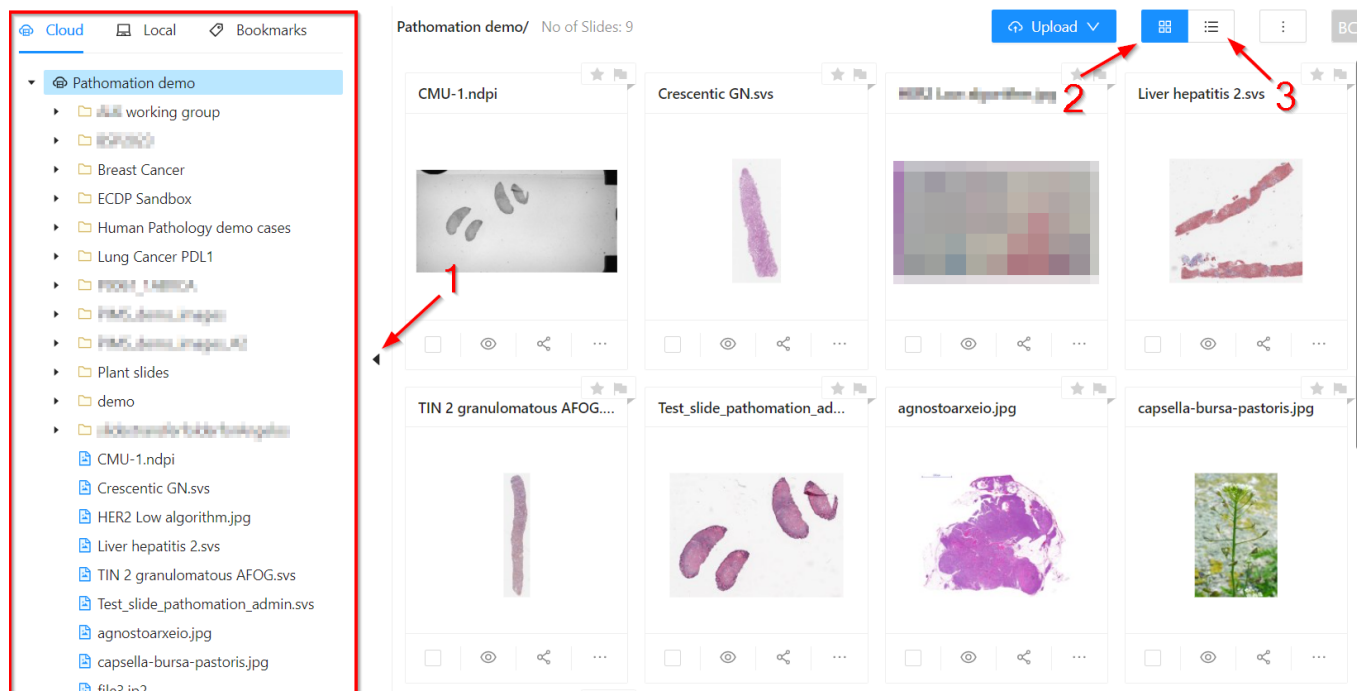 Cloud Local Bookmarks
Pathomation demo
working group
Breast Cancer
ECDP Sandbox
Human Pathology demo cases
Lung Cancer PDL1
Plant slides
demo
CMU-1.ndpi
Crescentic GN.svs
HER2 Low algorithm.jpg
Liver hepatitis 2.svs
TIN 2 granulomatous AFOG.svs
Test_slide_pathomation_admin.svs
agnostoarxeio.jpg
capsella-bursa-pastoris.jpg
file3.jp2
1
Pathomation demo/ No of Slides: 9
Upload
BC
2
3
CMU-1.ndpi
Crescentic GN.svs
Liver hepatitis 2.svs
TIN 2 granulomatous AFOG....
Test_slide_pathomation_ad...
agnostoarxeio.jpg
capsella-bursa-pastoris.jpg